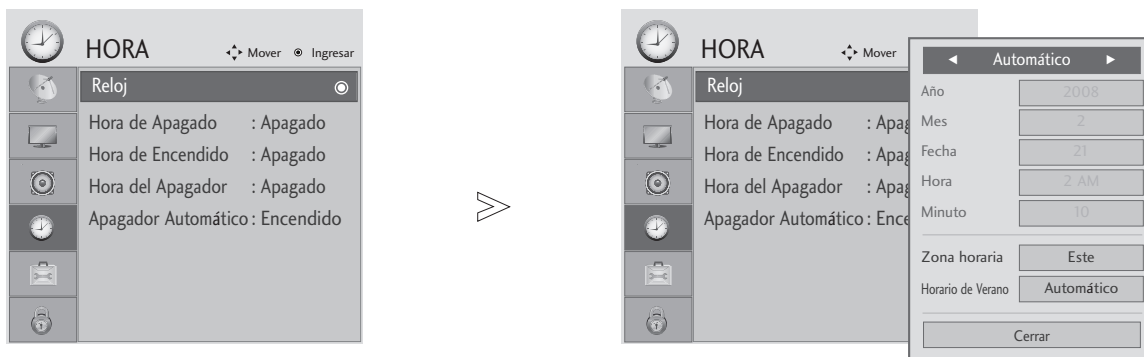 HORA
Mover
Ingresar
Reloj
Hora de Apagado : Apagado
Hora de Encendido : Apagado
Hora del Apagador : Apagado
Apagador Automático : Encendido
HORA
Mover
Reloj
Hora de Apagado : Apag
Hora de Encendido : Apag
Hora del Apagador : Apag
Apagador Automático : Ence
Automático
Año 2008
Mes 2
Fecha 21
Hora 2 AM
Minuto 10
Zona horaria Este
Horario de Verano Automático
Cerrar